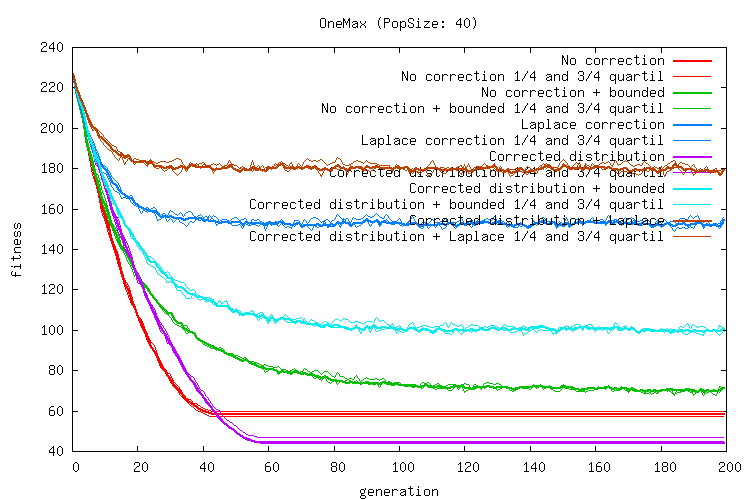 OneMax (PopSize: 40)
240
220
200
180
160
140
120
100
80
60
40
fitness
No correction
No correction 1/4 and 3/4 quartil
No correction + bounded
No correction + bounded 1/4 and 3/4 quartil
Laplace correction
Laplace correction 1/4 and 3/4 quartil
Corrected distribution
Corrected distribution 1/4 and 3/4 quartil
Corrected distribution + bounded
Corrected distribution + bounded 1/4 and 3/4 quartil
Corrected distribution + Laplace
Corrected distribution + Laplace 1/4 and 3/4 quartil
0 20 40 60 80 100 120 140 160 180 200
generation